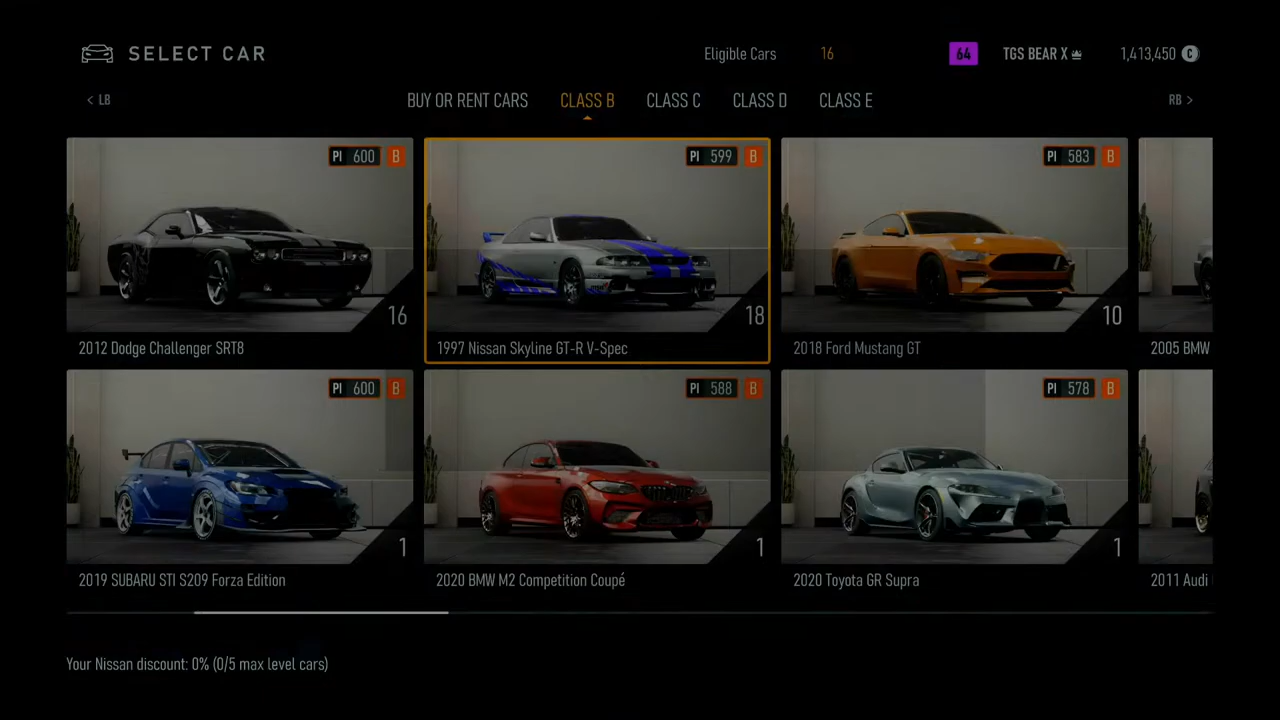 SELECT CAR
Eligible Cars 16
64 TGS BEAR X 1,413,450 C
< LB
BUY OR RENT CARS CLASS B CLASS C CLASS D CLASS E
RB >
PI 600 B
16
2012 Dodge Challenger SRT8
PI 599 B
18
1997 Nissan Skyline GT-R V-Spec
PI 583 B
10
2018 Ford Mustang GT
2005 BMW
PI 600 B
1
2019 SUBARU STI S209 Forza Edition
PI 588 B
1
2020 BMW M2 Competition Coupé
PI 578 B
1
2020 Toyota GR Supra
2011 Audi
Your Nissan discount: 0% (0/5 max level cars)